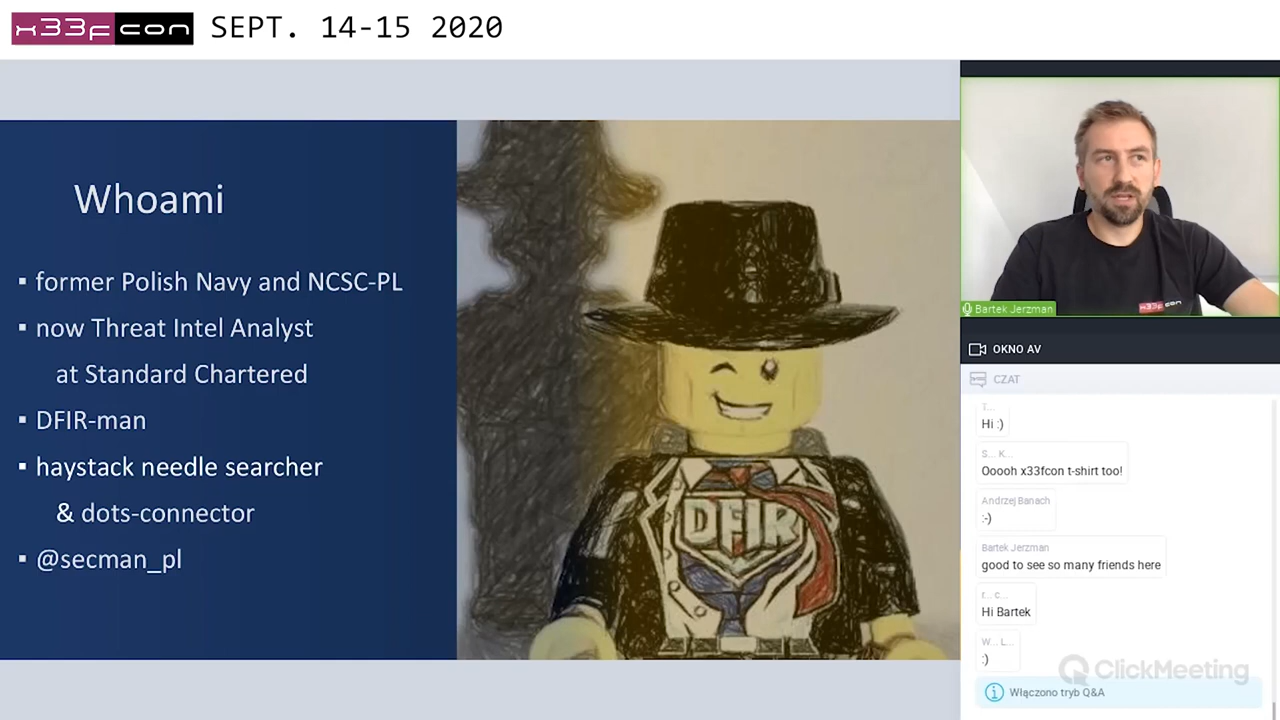 x33fcon SEPT. 14-15 2020
Whoami
▪ former Polish Navy and NCSC-PL
▪ now Threat Intel Analyst
at Standard Chartered
▪ DFIR-man
▪ haystack needle searcher
& dots-connector
▪ @secman_pl
DFIR
x33fcon
Bartek Jerzman
OKNO AV
CZAT
T...
Hi :)
S... K...
Ooooh x33fcon t-shirt too!
Andrzej Banach
:-)
Bartek Jerzman
good to see so many friends here
r... c...
Hi Bartek
W... L...
:)
ClickMeeting
Włączono tryb Q&A